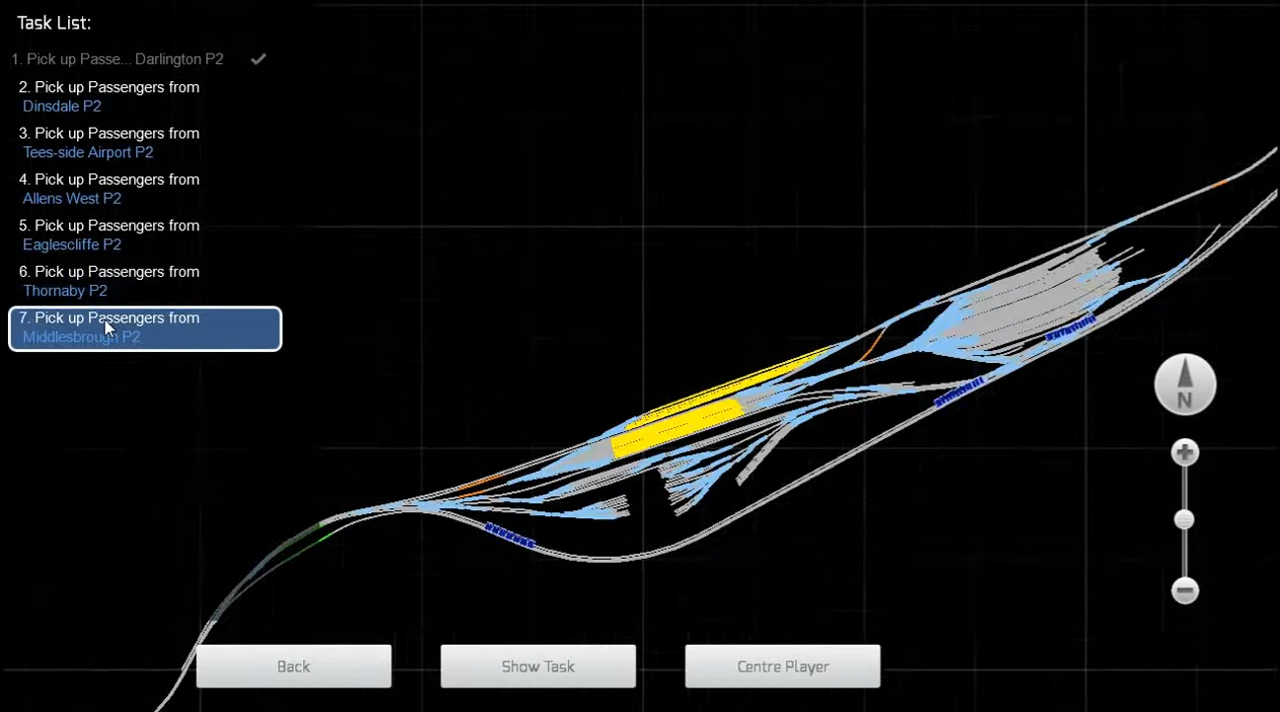 Task List:
1. Pick up Passe... Darlington P2
2. Pick up Passengers from
Dinsdale P2
3. Pick up Passengers from
Tees-side Airport P2
4. Pick up Passengers from
Allens West P2
5. Pick up Passengers from
Eaglescliffe P2
6. Pick up Passengers from
Thornaby P2
7. Pick up Passengers from
Middlesbrough P2
N
Back
Show Task
Centre Player